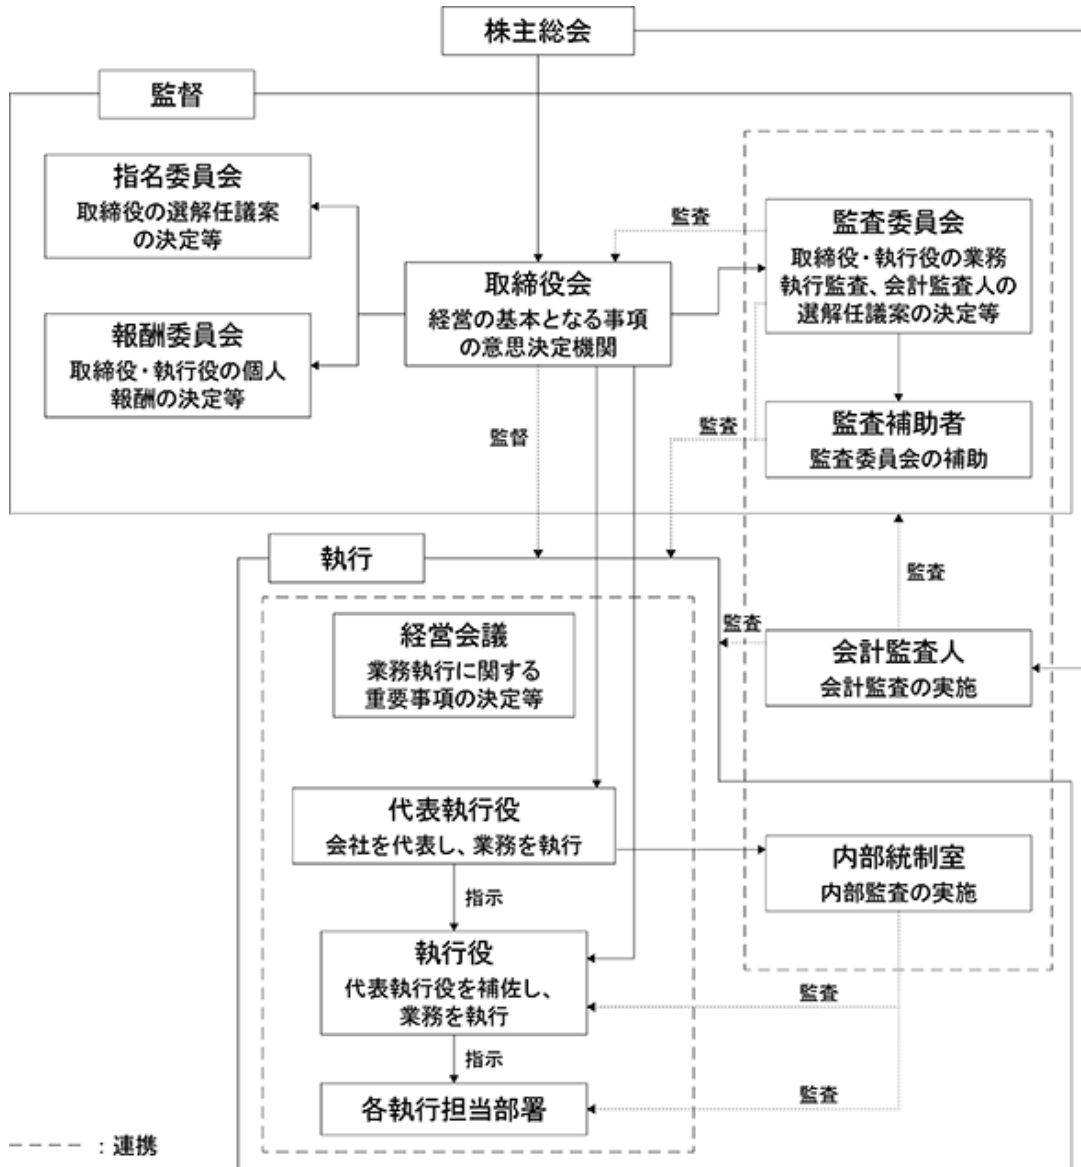 株主総会
監督
指名委員会
取締役の選解任議案
の決定等
監査
監査委員会
取締役・執行役の業務
執行監査、会計監査人の
選解任議案の決定等
取締役会
経営の基本となる事項
の意思決定機関
報酬委員会
取締役・執行役の個人
報酬の決定等
監督
監査
監査補助者
監査委員会の補助
執行
監査
経営会議
業務執行に関する
重要事項の決定等
監査
会計監査人
会計監査の実施
代表執行役
会社を代表し、業務を執行
内部統制室
内部監査の実施
指示
執行役
代表執行役を補佐し、
業務を執行
監査
指示
各執行担当部署
監査
：連携